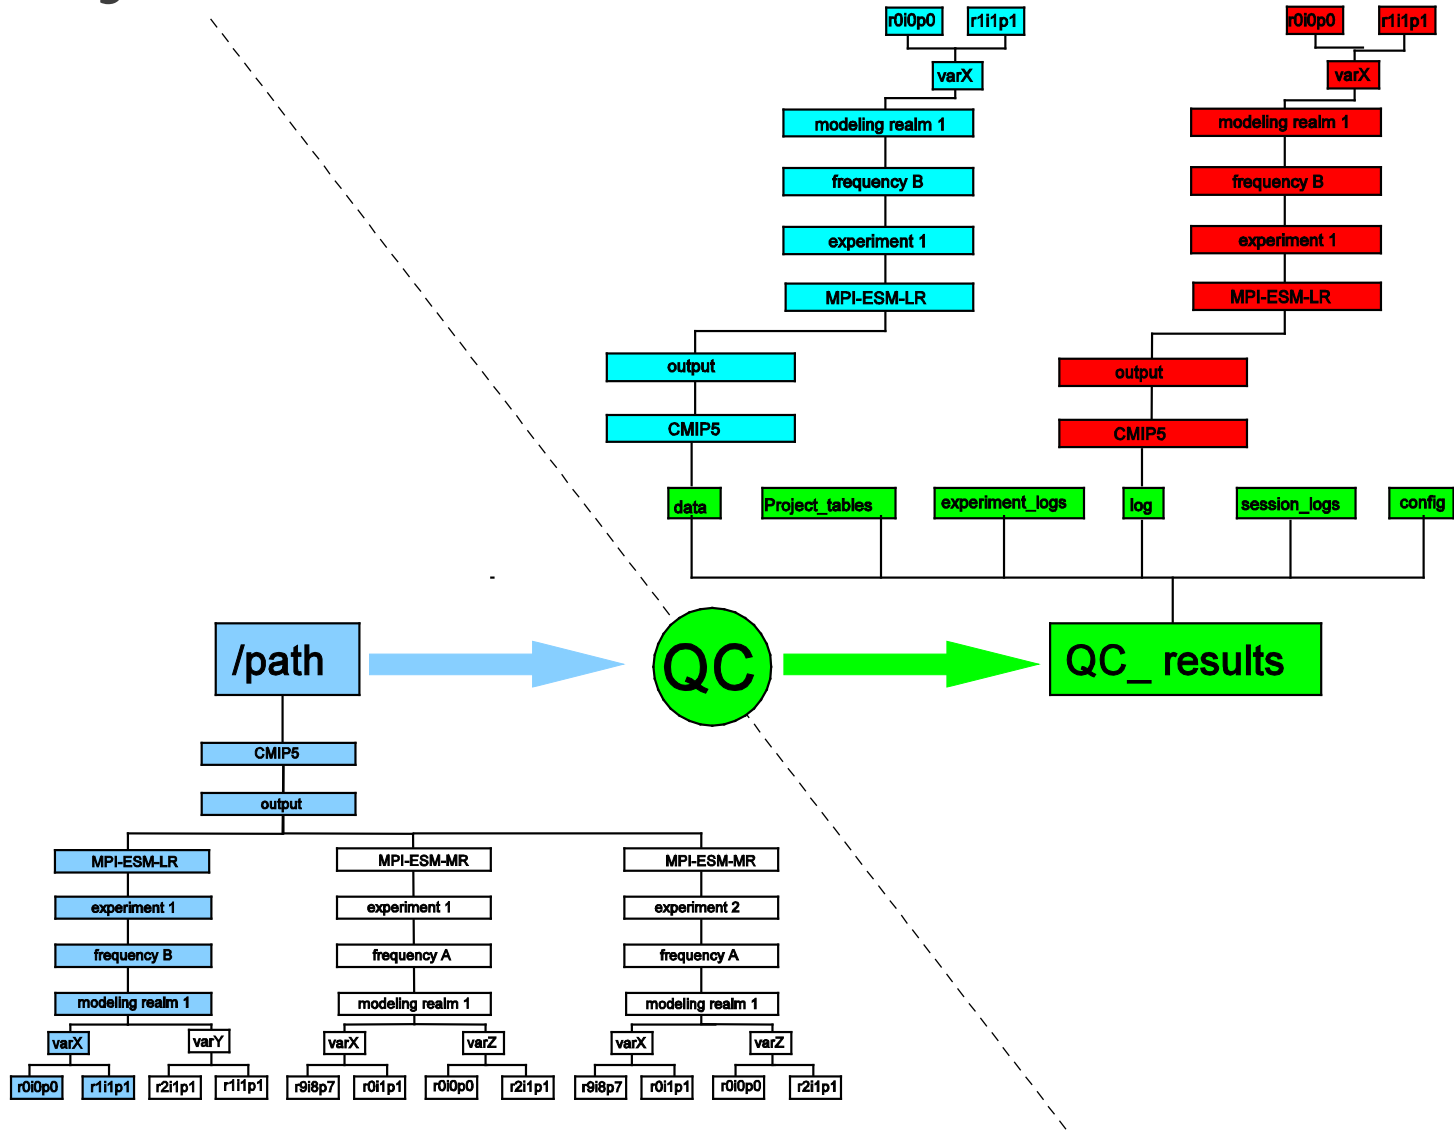 r0i0p0 r1i1p1 r0i0p0 r1i1p1
varX varX
modeling realm 1 modeling realm 1
frequency B frequency B
experiment 1 experiment 1
MPI-ESM-LR MPI-ESM-LR
output output
CMIP5 CMIP5
data Project_tables experiment_logs log session_logs config
/path QC QC_ results
CMIP5
output
MPI-ESM-LR MPI-ESM-MR MPI-ESM-MR
experiment 1 experiment 1 experiment 2
frequency B frequency A frequency A
modeling realm 1 modeling realm 1 modeling realm 1
varX varY varX varZ varX varZ
r0i0p0 r1i1p1 r2i1p1 r1l1p1 r9i8p7 r0i1p1 r0i0p0 r2i1p1 r9i8p7 r0i1p1 r0i0p0 r2i1p1